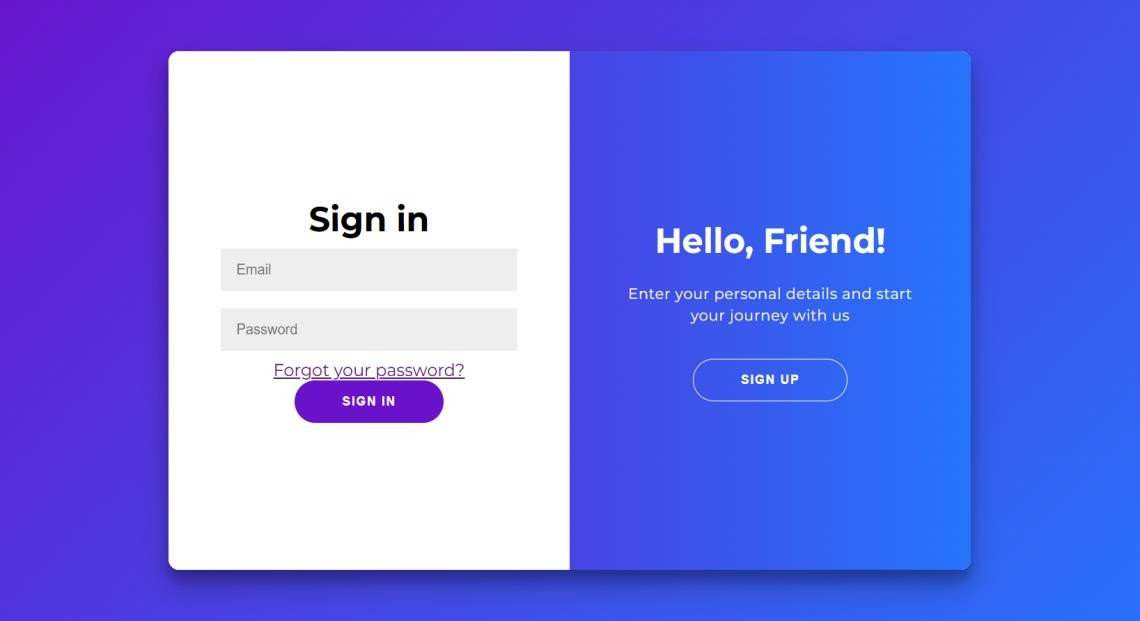 Sign in
Email
Password
Forgot your password?
SIGN IN
Hello, Friend!
Enter your personal details and start
your journey with us
SIGN UP